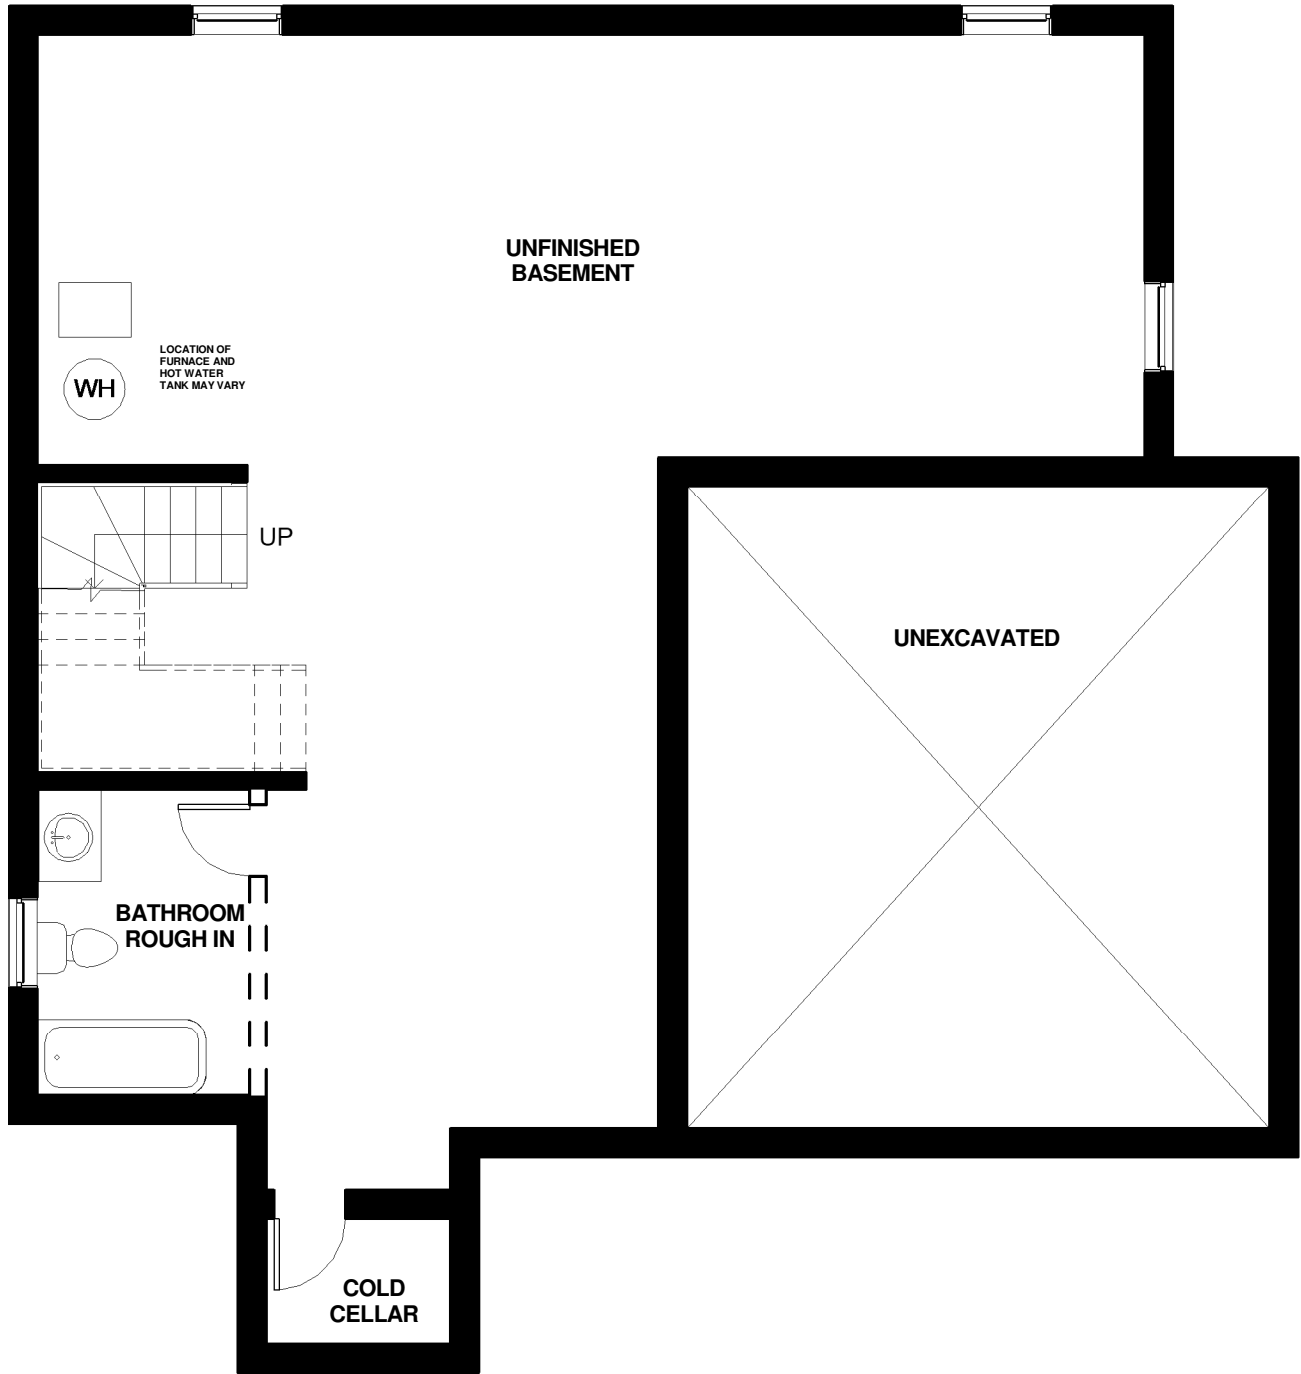 UNFINISHED
BASEMENT
LOCATION OF
FURNACE AND
HOT WATER
TANK MAY VARY
WH
UP
UNEXCAVATED
BATHROOM
ROUGH IN
COLD
CELLAR